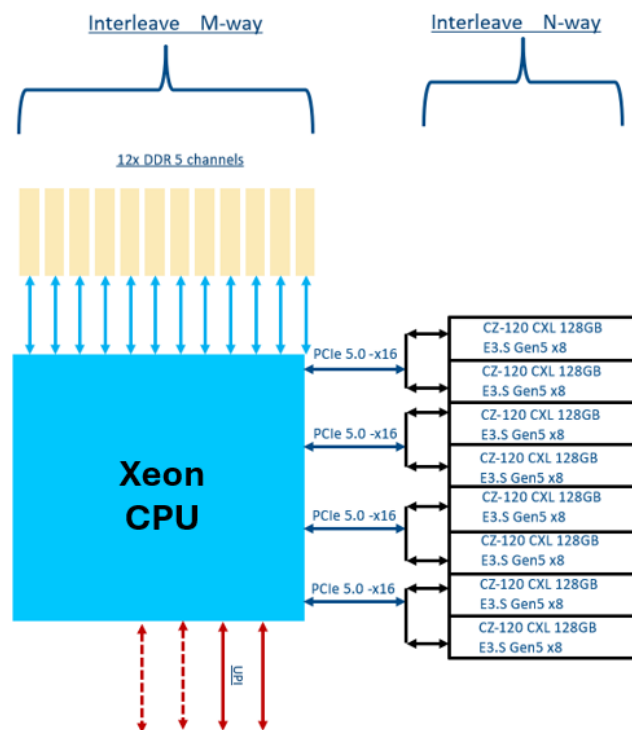 Interleave M-way
Interleave N-way
12x DDR 5 channels
PCIe 5.0 -x16
PCIe 5.0 -x16
PCIe 5.0 -x16
PCIe 5.0 -x16
CZ-120 CXL 128GB
E3.S Gen5 x8
CZ-120 CXL 128GB
E3.S Gen5 x8
CZ-120 CXL 128GB
E3.S Gen5 x8
CZ-120 CXL 128GB
E3.S Gen5 x8
CZ-120 CXL 128GB
E3.S Gen5 x8
CZ-120 CXL 128GB
E3.S Gen5 x8
CZ-120 CXL 128GB
E3.S Gen5 x8
CZ-120 CXL 128GB
E3.S Gen5 x8
Xeon
CPU
UPI